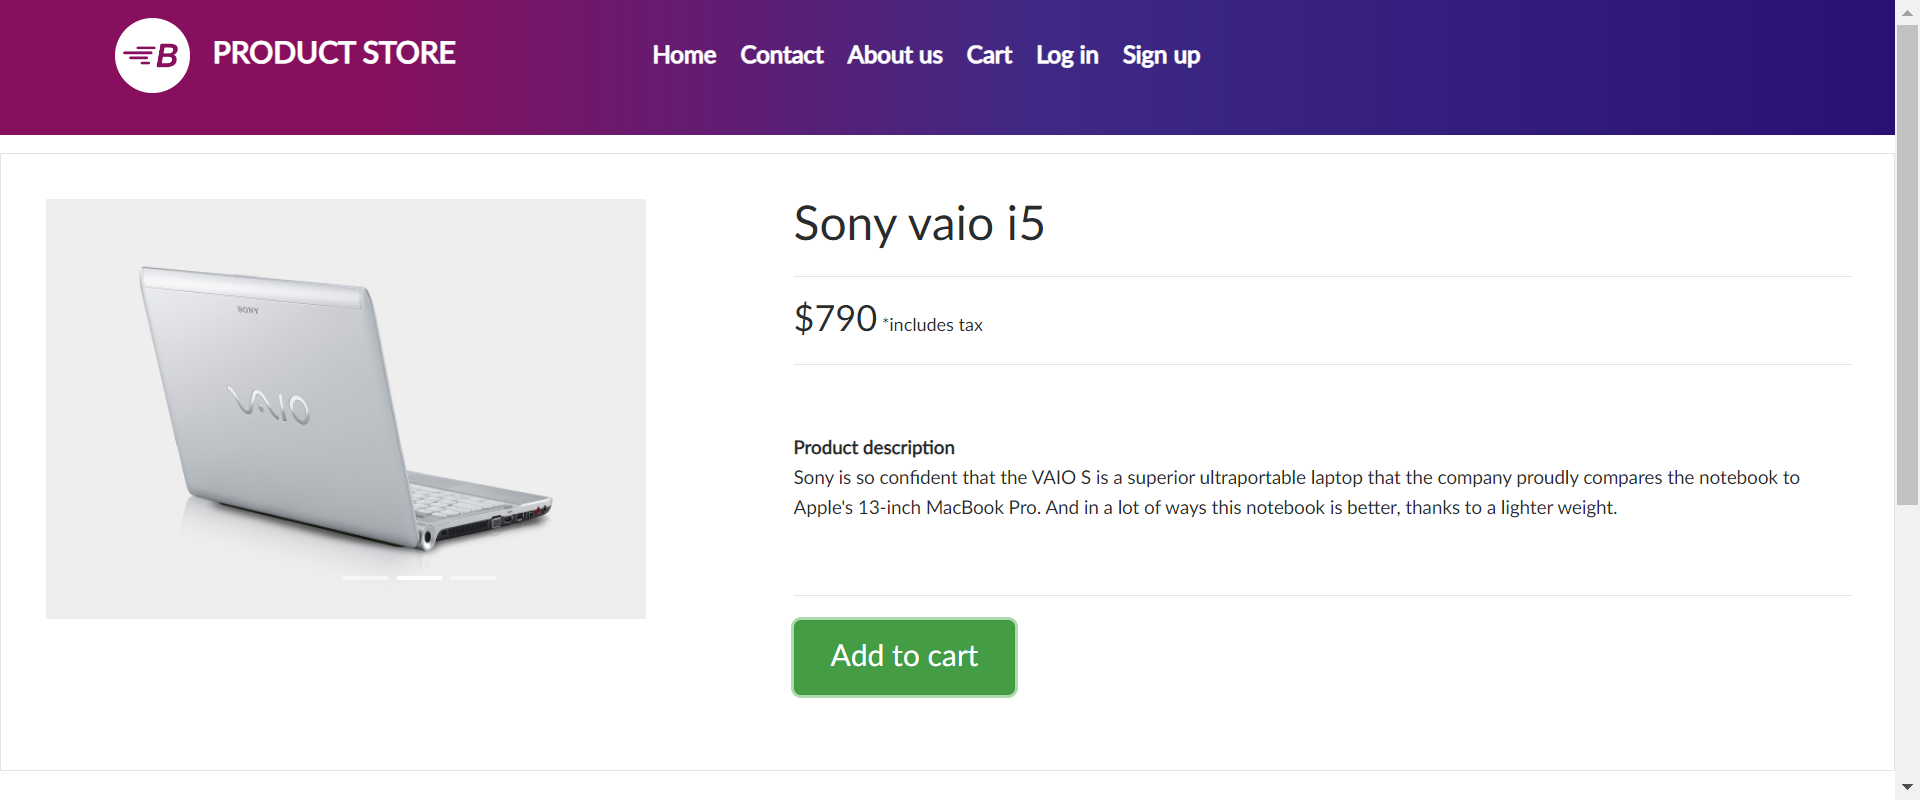 B PRODUCT STORE Home Contact About us Cart Log in Sign up
SONY
VAIO
Sony vaio i5
$790 *includes tax
Product description
Sony is so confident that the VAIO S is a superior ultraportable laptop that the company proudly compares the notebook to
Apple's 13-inch MacBook Pro. And in a lot of ways this notebook is better, thanks to a lighter weight.
Add to cart